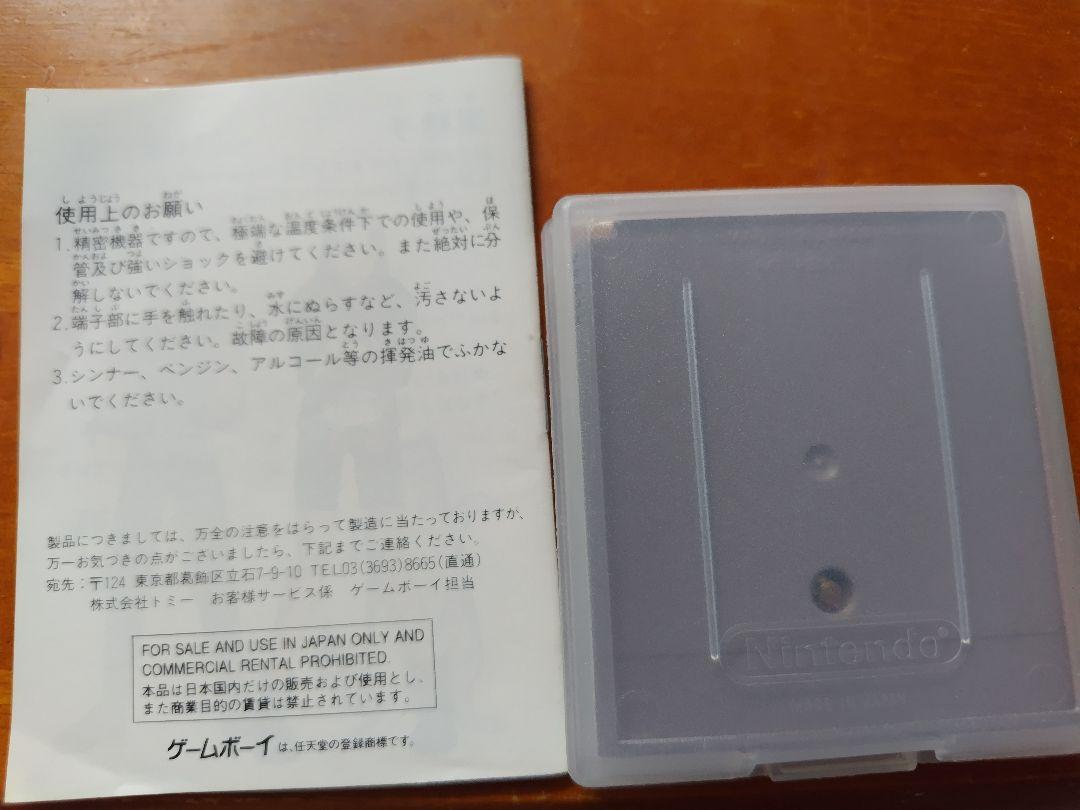 使用上のお願い
1.精密機器ですので、極端な温度条件下での使用や、保
管及び強いショックを避けてください。また絶対に分
解しないでください。
2.端子部に手を触れたり、水にぬらすなど、汚さないよ
うにしてください。故障の原因となります。
3.シンナー、ベンジン、アルコール等の揮発油でふかな
いでください。
製品につきましては、万全の注意をはらって製造に当たっておりますが、
万一お気づきの点がございましたら、下記までご連絡ください。
宛先：〒124 東京都葛飾区立石7-9-10 TEL.03(3693)8665(直通)
株式会社トミー お客様サービス係 ゲームボーイ担当
FOR SALE AND USE IN JAPAN ONLY AND
COMMERCIAL RENTAL PROHIBITED.
本品は日本国内だけの販売および使用とし、
また商業目的の賃貸は禁止されています。
ゲームボーイは、任天堂の登録商標です。
Nintendo®